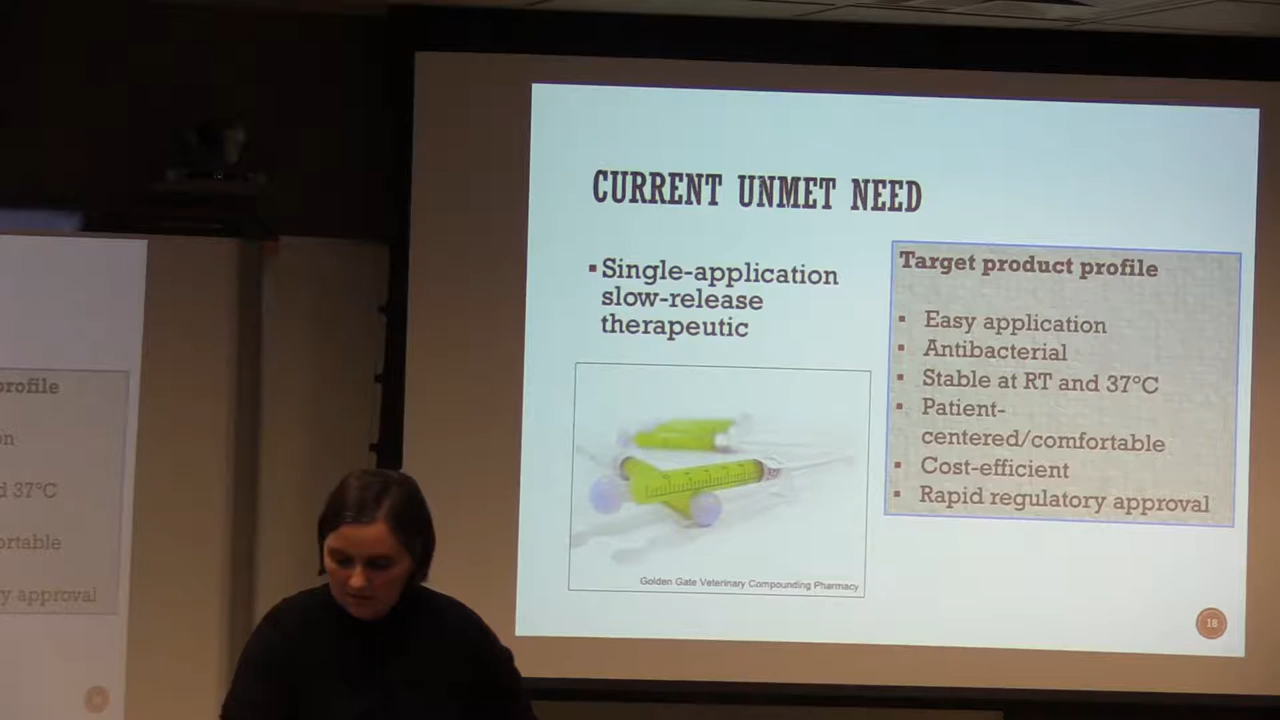 CURRENT UNMET NEED
▪ Single-application
slow-release
therapeutic
Golden Gate Veterinary Compounding Pharmacy
Target product profile
▪ Easy application
▪ Antibacterial
▪ Stable at RT and 37°C
▪ Patient-
centered/comfortable
▪ Cost-efficient
▪ Rapid regulatory approval
18
profile
on
d 37°C
ortable
y approval